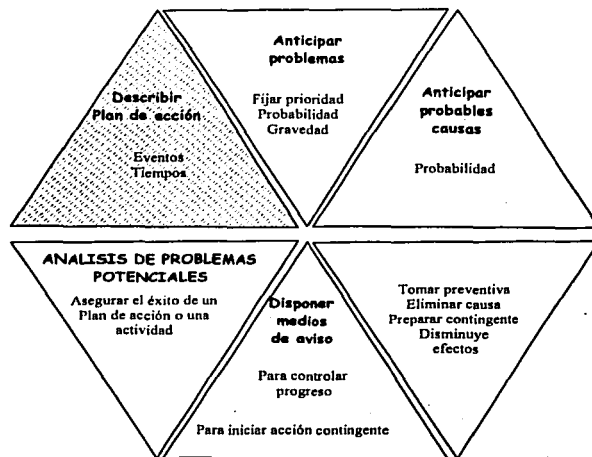 Describir
Plan de acción
Eventos
Tiempos
Anticipar
problemas
Fijar prioridad
Probabilidad
Gravedad
Anticipar
probables
causas
Probabilidad
ANALISIS DE PROBLEMAS
POTENCIALES
Asegurar el éxito de un
Plan de acción o una
actividad
Disponer
medios
de aviso
Para controlar
progreso
Para iniciar acción contingente
Tomar preventiva
Eliminar causa
Preparar contingente
Disminuye
efectos